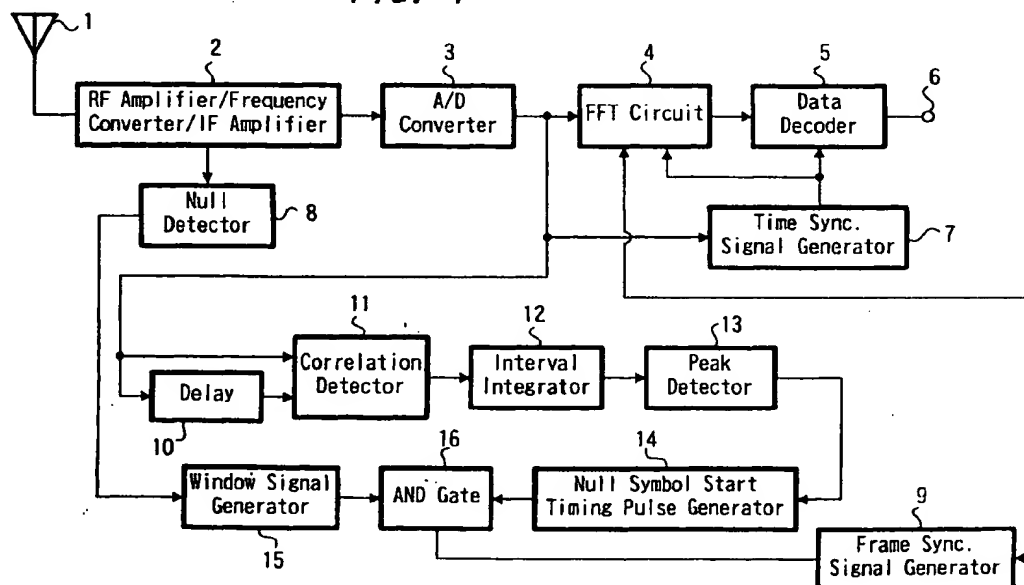 1
2
3
4
5
6
RF Amplifier/Frequency
Converter/IF Amplifier
A/D
Converter
FFT Circuit
Data
Decoder
Null
Detector
8
Time Sync.
Signal Generator
7
11
12
13
Correlation
Detector
Interval
Integrator
Peak
Detector
Delay
10
16
14
Window Signal
Generator
AND Gate
Null Symbol Start
Timing Pulse Generator
15
9
Frame Sync.
Signal Generator